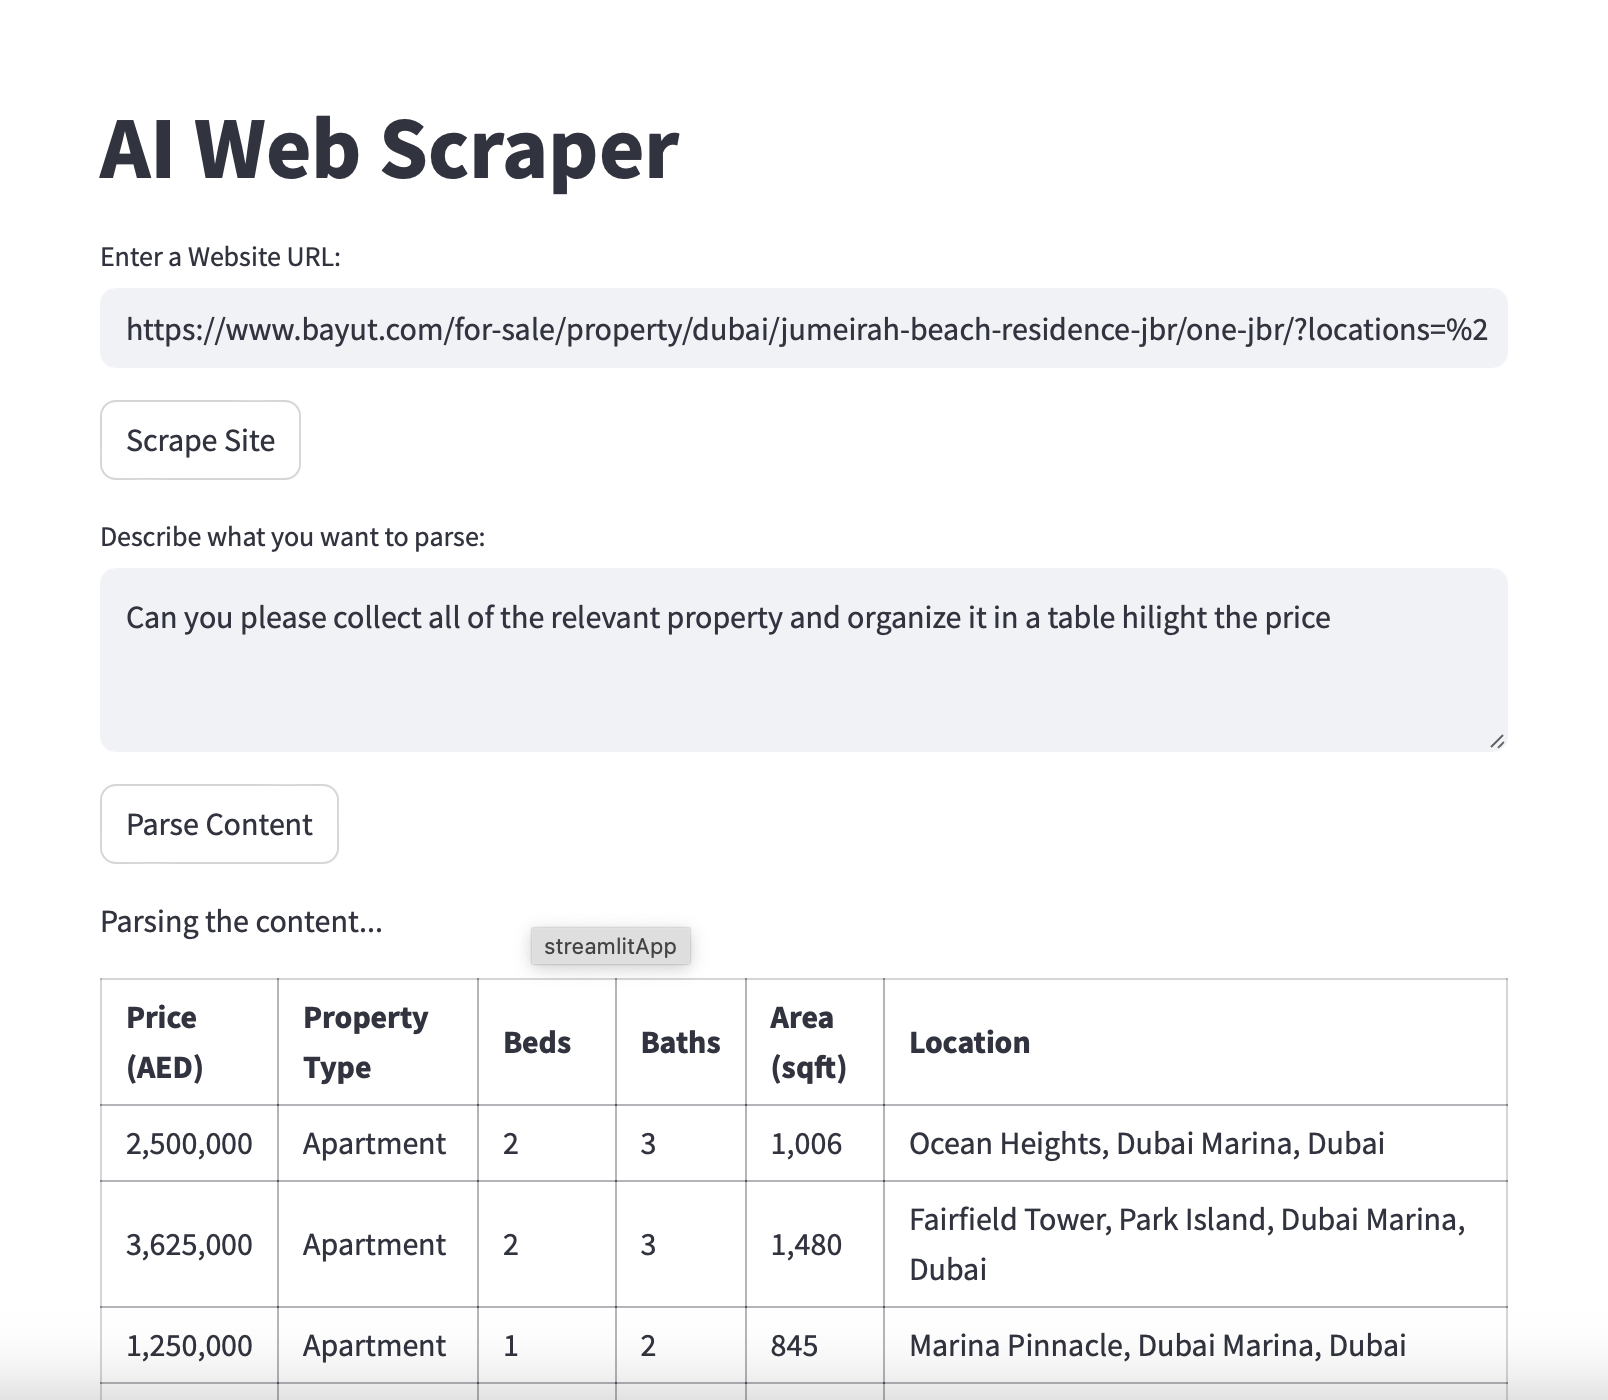 AI Web Scraper
Enter a Website URL:
https://www.bayut.com/for-sale/property/dubai/jumeirah-beach-residence-jbr/one-jbr/?locations=%2
Scrape Site
Describe what you want to parse:
Can you please collect all of the relevant property and organize it in a table hilight the price
Parse Content
Parsing the content...
streamlitApp
Price (AED) Property Type Beds Baths Area (sqft) Location
2,500,000 Apartment 2 3 1,006 Ocean Heights, Dubai Marina, Dubai
3,625,000 Apartment 2 3 1,480 Fairfield Tower, Park Island, Dubai Marina, Dubai
1,250,000 Apartment 1 2 845 Marina Pinnacle, Dubai Marina, Dubai